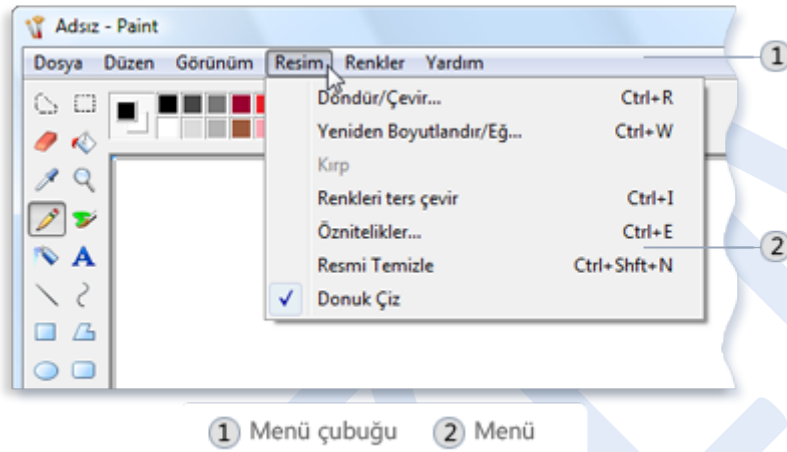 Adsız - Paint
Dosya Düzen Görünüm Resim Renkler Yardım
1
Döndür/Çevir... Ctrl+R
Yeniden Boyutlandır/Eğ... Ctrl+W
Kırp
Renkleri ters çevir Ctrl+I
Öznitelikler... Ctrl+E
2
Resmi Temizle Ctrl+Shft+N
Donuk Çiz
A
1 Menü çubuğu 2 Menü